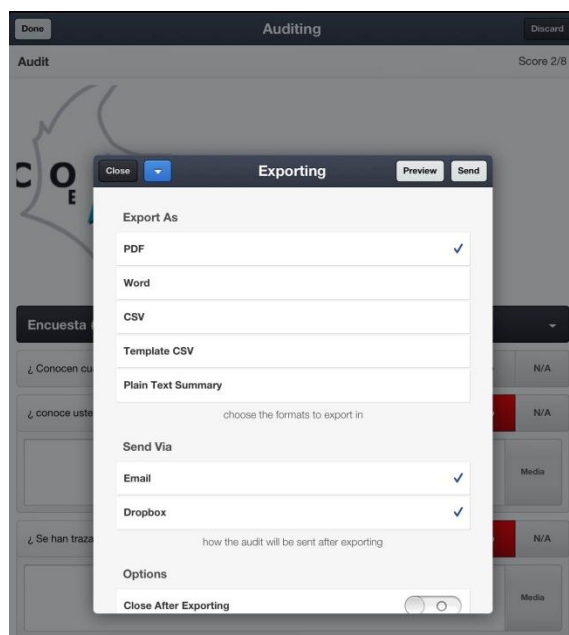 Done
Auditing
Discard
Audit
Score 2/8
C O
E
Close
Exporting
Preview
Send
Export As
PDF
Word
CSV
Template CSV
Plain Text Summary
choose the formats to export in
Send Via
Email
Dropbox
how the audit will be sent after exporting
Options
Close After Exporting
Encuesta
¿ Conocen cu
N/A
¿ conoce uste
N/A
Media
¿ Se han traza
N/A
Media